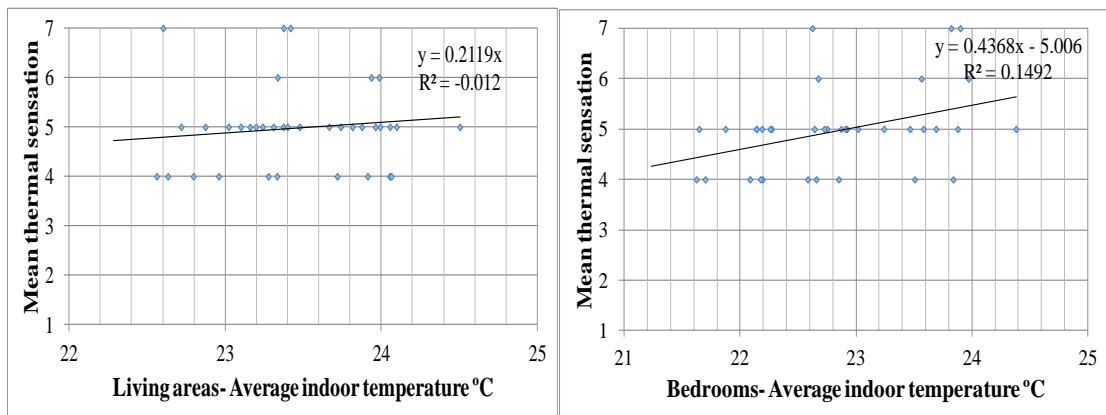 7
6
5
4
3
2
1
22
23
24
25
Mean thermal sensation
Living areas- Average indoor temperature ºC
y = 0.2119x
R² = -0.012
7
6
5
4
3
2
1
21
22
23
24
25
Mean thermal sensation
Bedrooms- Average indoor temperature ºC
y = 0.4368x - 5.006
R² = 0.1492